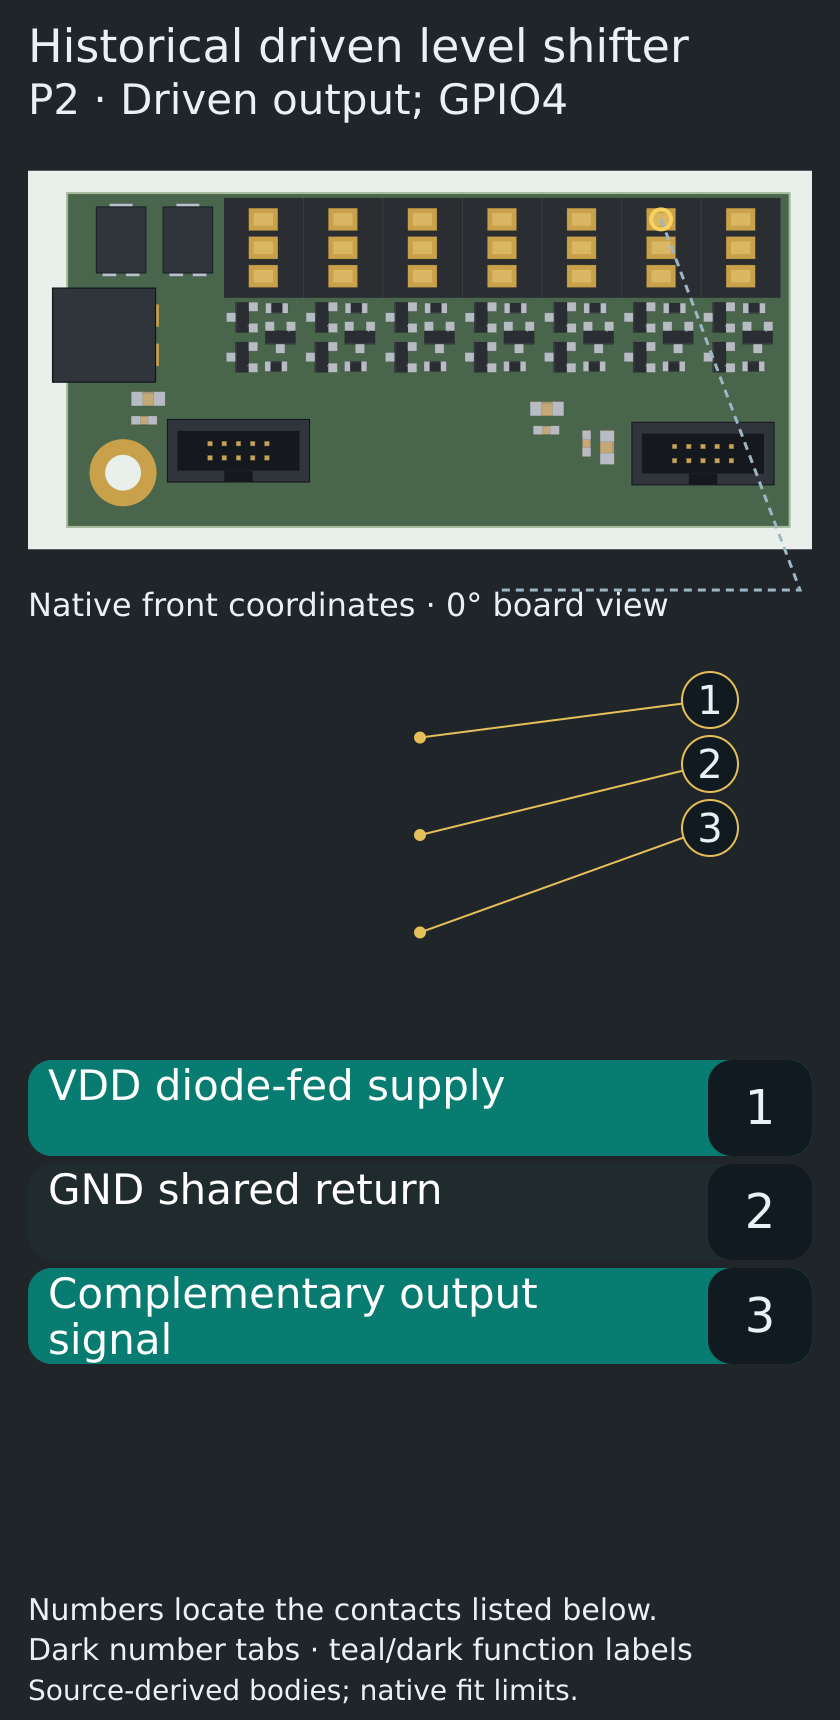 Historical driven level shifter
P2 · Driven output; GPIO4
Native front coordinates · 0° board view
1
2
3
VDD diode-fed supply
1
GND shared return
2
Complementary output
signal
3
Numbers locate the contacts listed below.
Dark number tabs · teal/dark function labels
Source-derived bodies; native fit limits.